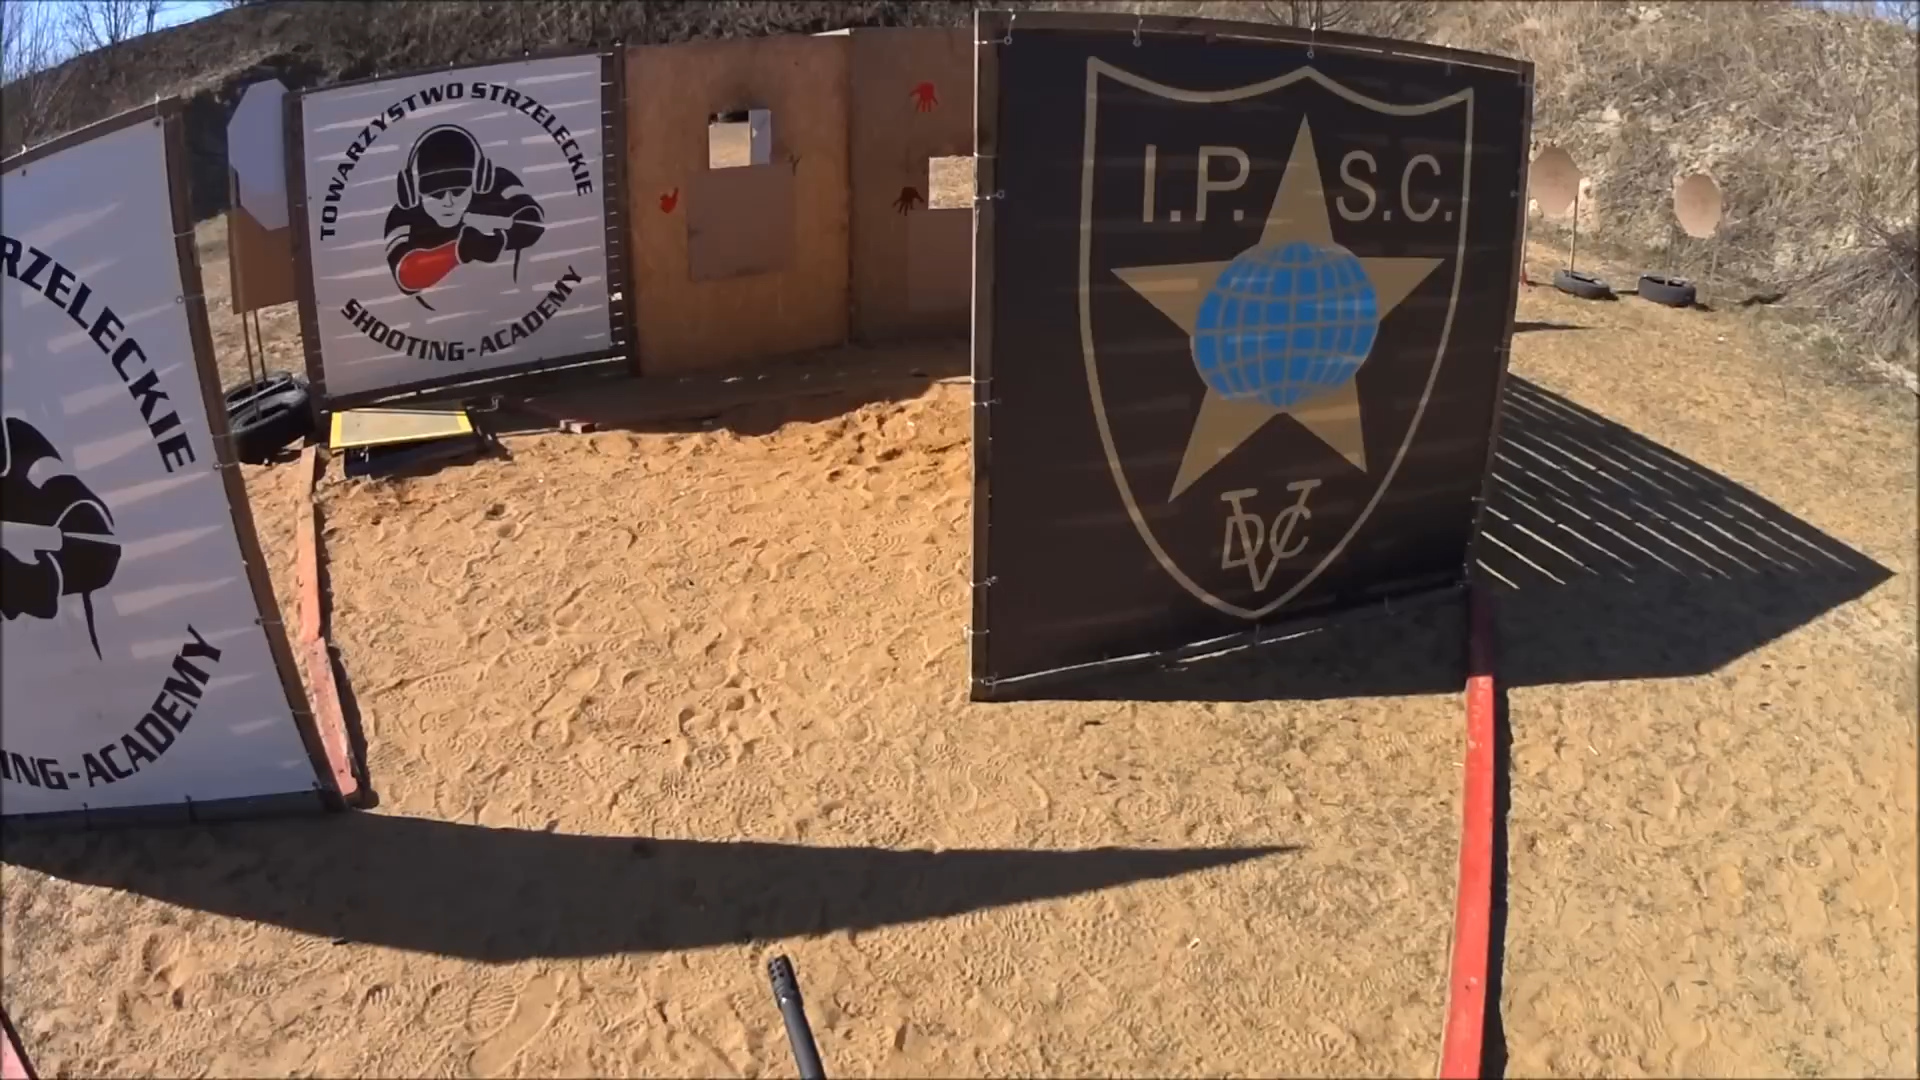 TOWARZYSTWO STRZELECKIE
SHOOTING-ACADEMY
I.P. S.C.
DVC
RZELECKIE
ING-ACADEMY